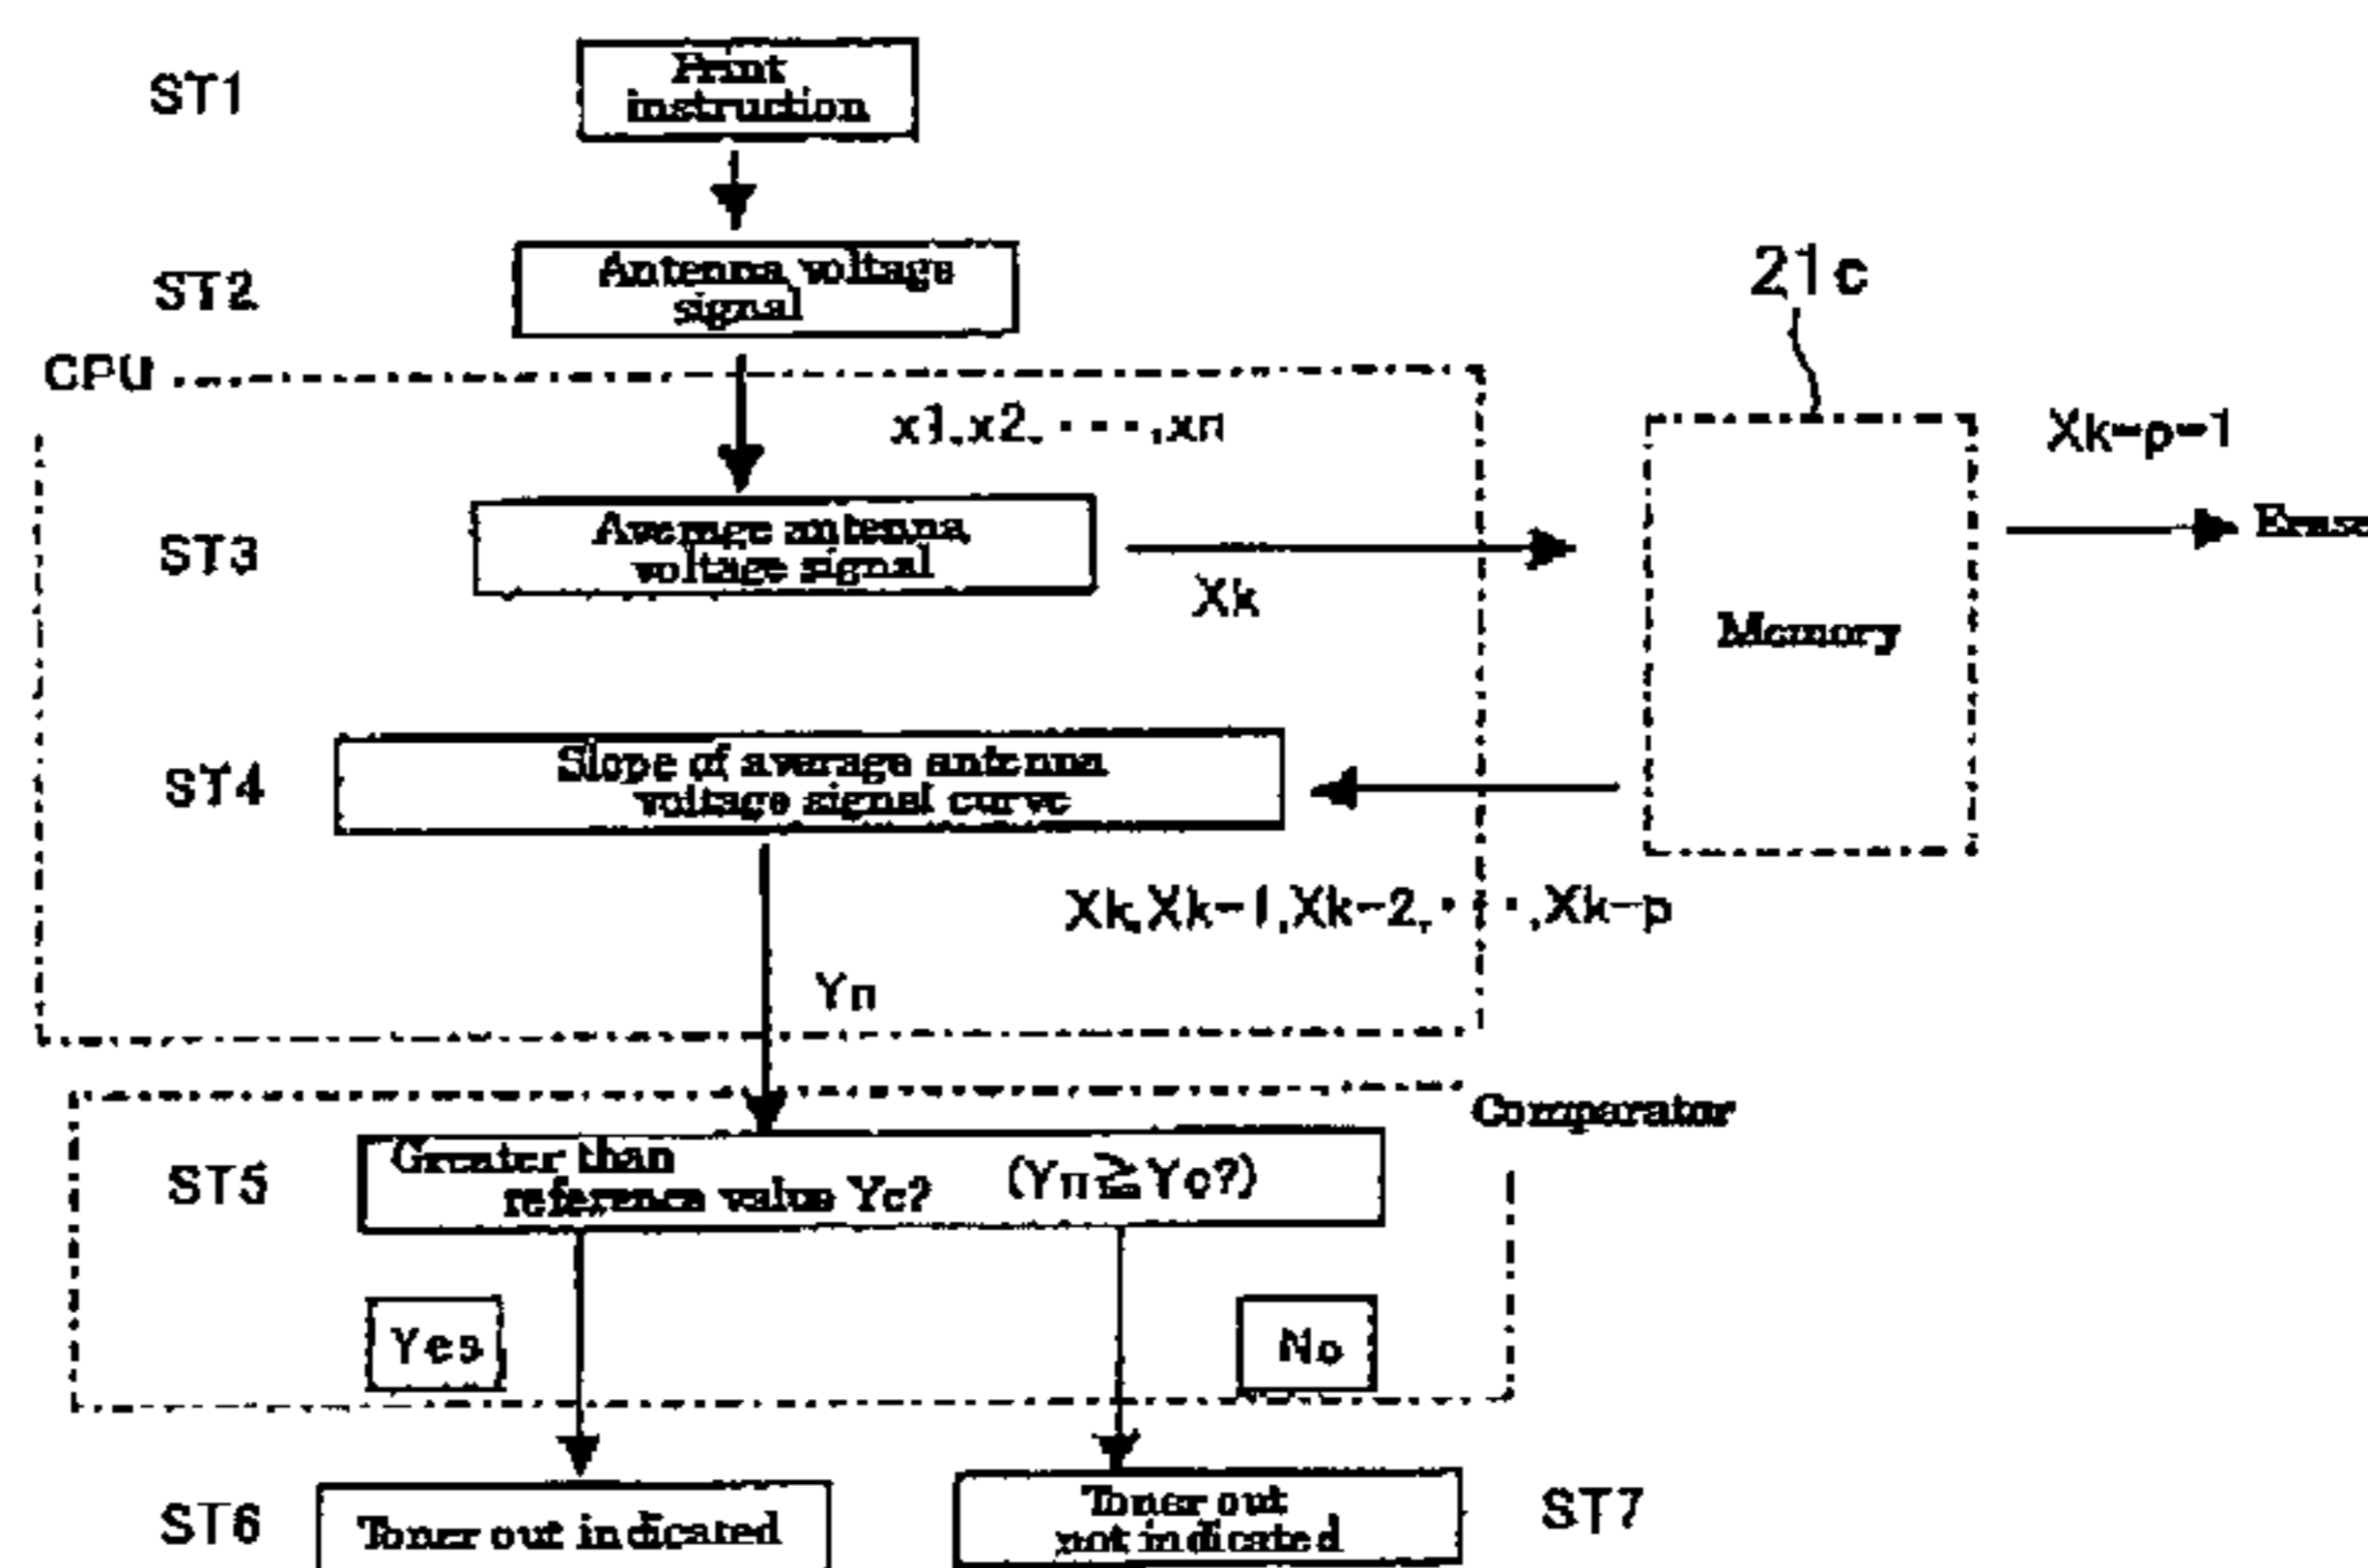 ST1
Print
instruction
ST2
Antenna voltage
signal
21c
CPU
x1,x2,・・・,xn
Xk-p-1
ST3
Average antenna
voltage signal
Xk
Memory
ST4
Slope of average antenna
voltage signal curve
Xk,Xk-1,Xk-2,・・・,Xk-p
Yn
Comparator
ST5
Greater than
reference value Yc? (Yn≧Yc?)
Yes
No
ST6
Toner out indicated
Toner out
not indicated
ST7